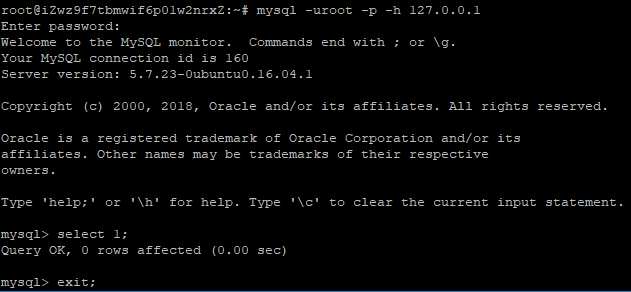 root@iZwz9f7tbmwif6p01w2nrxZ:~# mysql -uroot -p -h 127.0.0.1
Enter password:
Welcome to the MySQL monitor.  Commands end with ; or \g.
Your MySQL connection id is 160
Server version: 5.7.23-0ubuntu0.16.04.1

Copyright (c) 2000, 2018, Oracle and/or its affiliates. All rights reserved.

Oracle is a registered trademark of Oracle Corporation and/or its
affiliates. Other names may be trademarks of their respective
owners.

Type 'help;' or '\h' for help. Type '\c' to clear the current input statement.

mysql> select 1;
Query OK, 0 rows affected (0.00 sec)

mysql> exit;